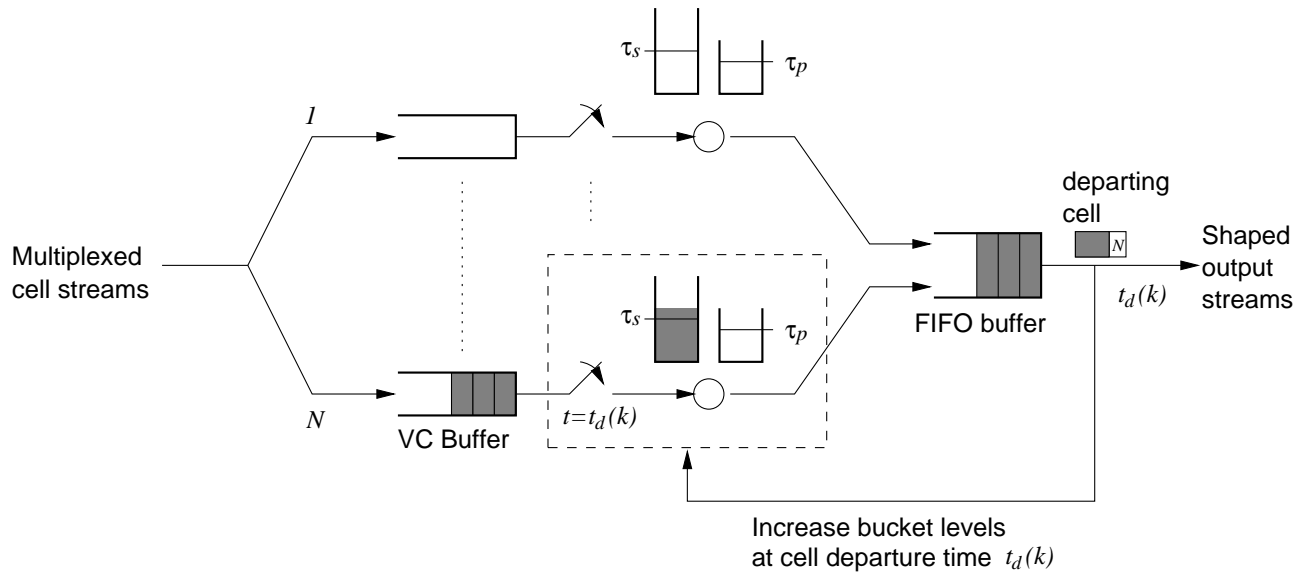 τs
τp
1
departing
cell
N
Multiplexed
cell streams
Shaped
output
streams
td(k)
FIFO buffer
τs
τp
N
t=td(k)
VC Buffer
Increase bucket levels
at cell departure time td(k)